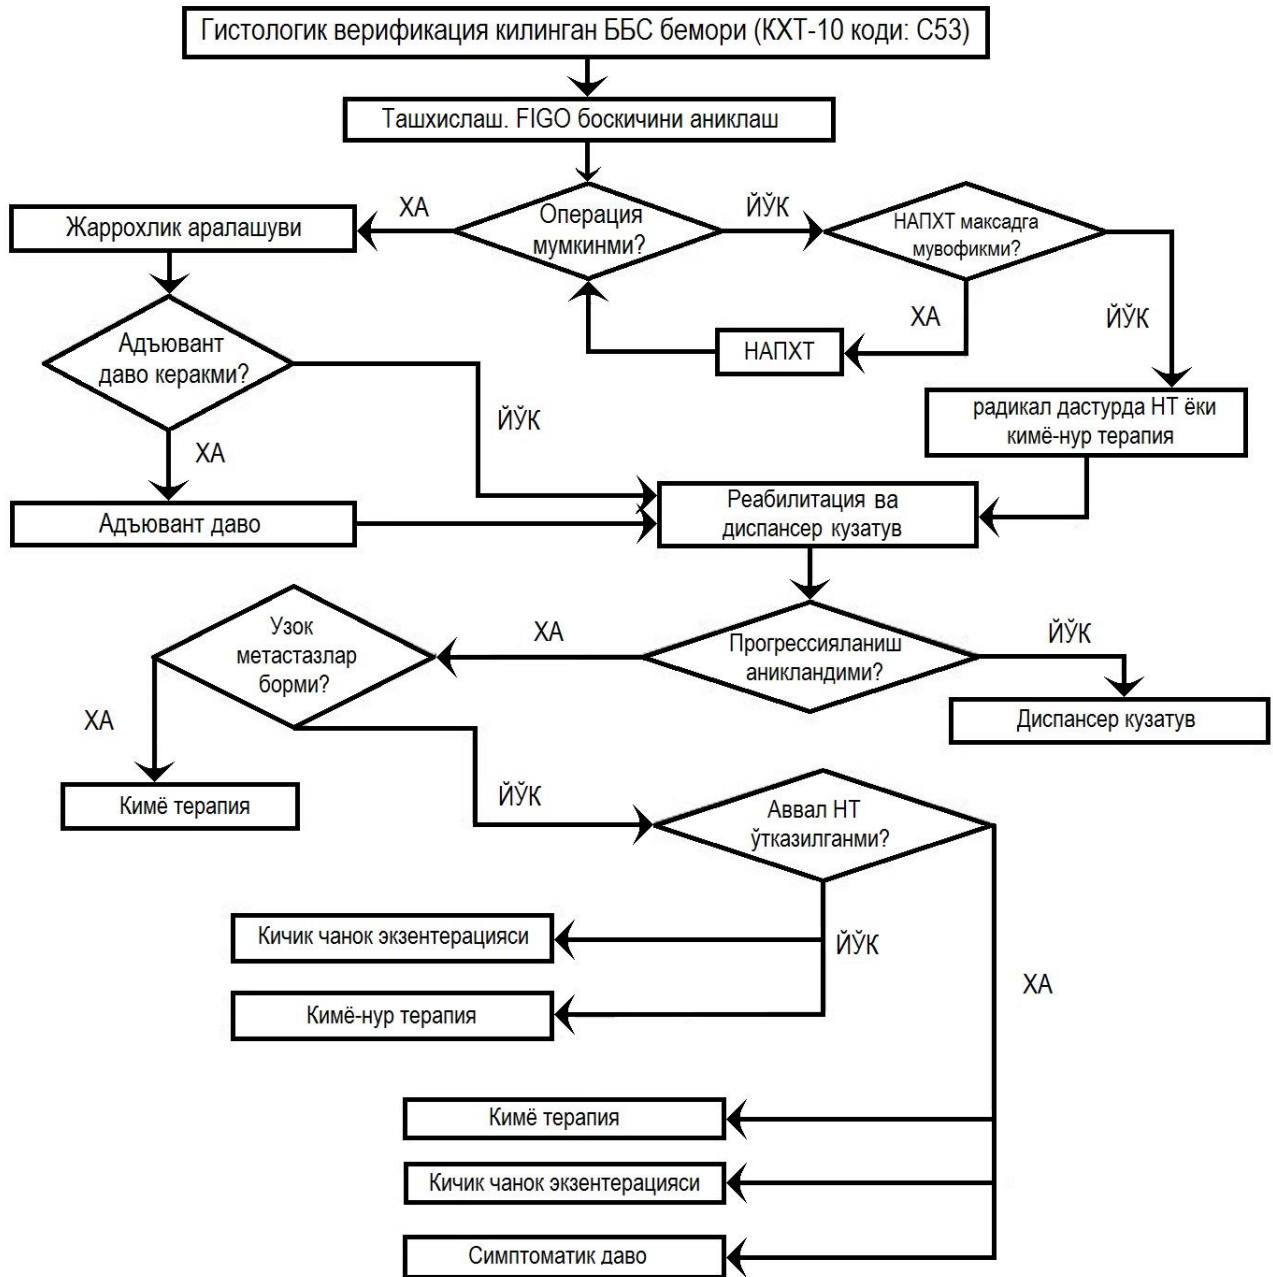 Гистологик верификация килинган ББС бемори (КХТ-10 коди: С53)
Ташхислаш. FIGO боскичини аниклаш
ХА
Операция
мумкинми?
ЙЎК
НАПХТ максадга
мувофикми?
Жаррохлик аралашуви
ХА
НАПХТ
ЙЎК
Адъювант
даво керакми?
ЙЎК
радикал дастурда НТ ёки
кимё-нур терапия
ХА
Адъювант даво
Реабилитация ва
диспансер кузатув
Узок
метастазлар
борми?
ХА
Прогрессияланиш
аникландими?
ЙЎК
ХА
Диспансер кузатув
Кимё терапия
ЙЎК
Аввал НТ
ўтказилганми?
Кичик чанок экзентерацияси
ЙЎК
ХА
Кимё-нур терапия
Кимё терапия
Кичик чанок экзентерацияси
Симптоматик даво